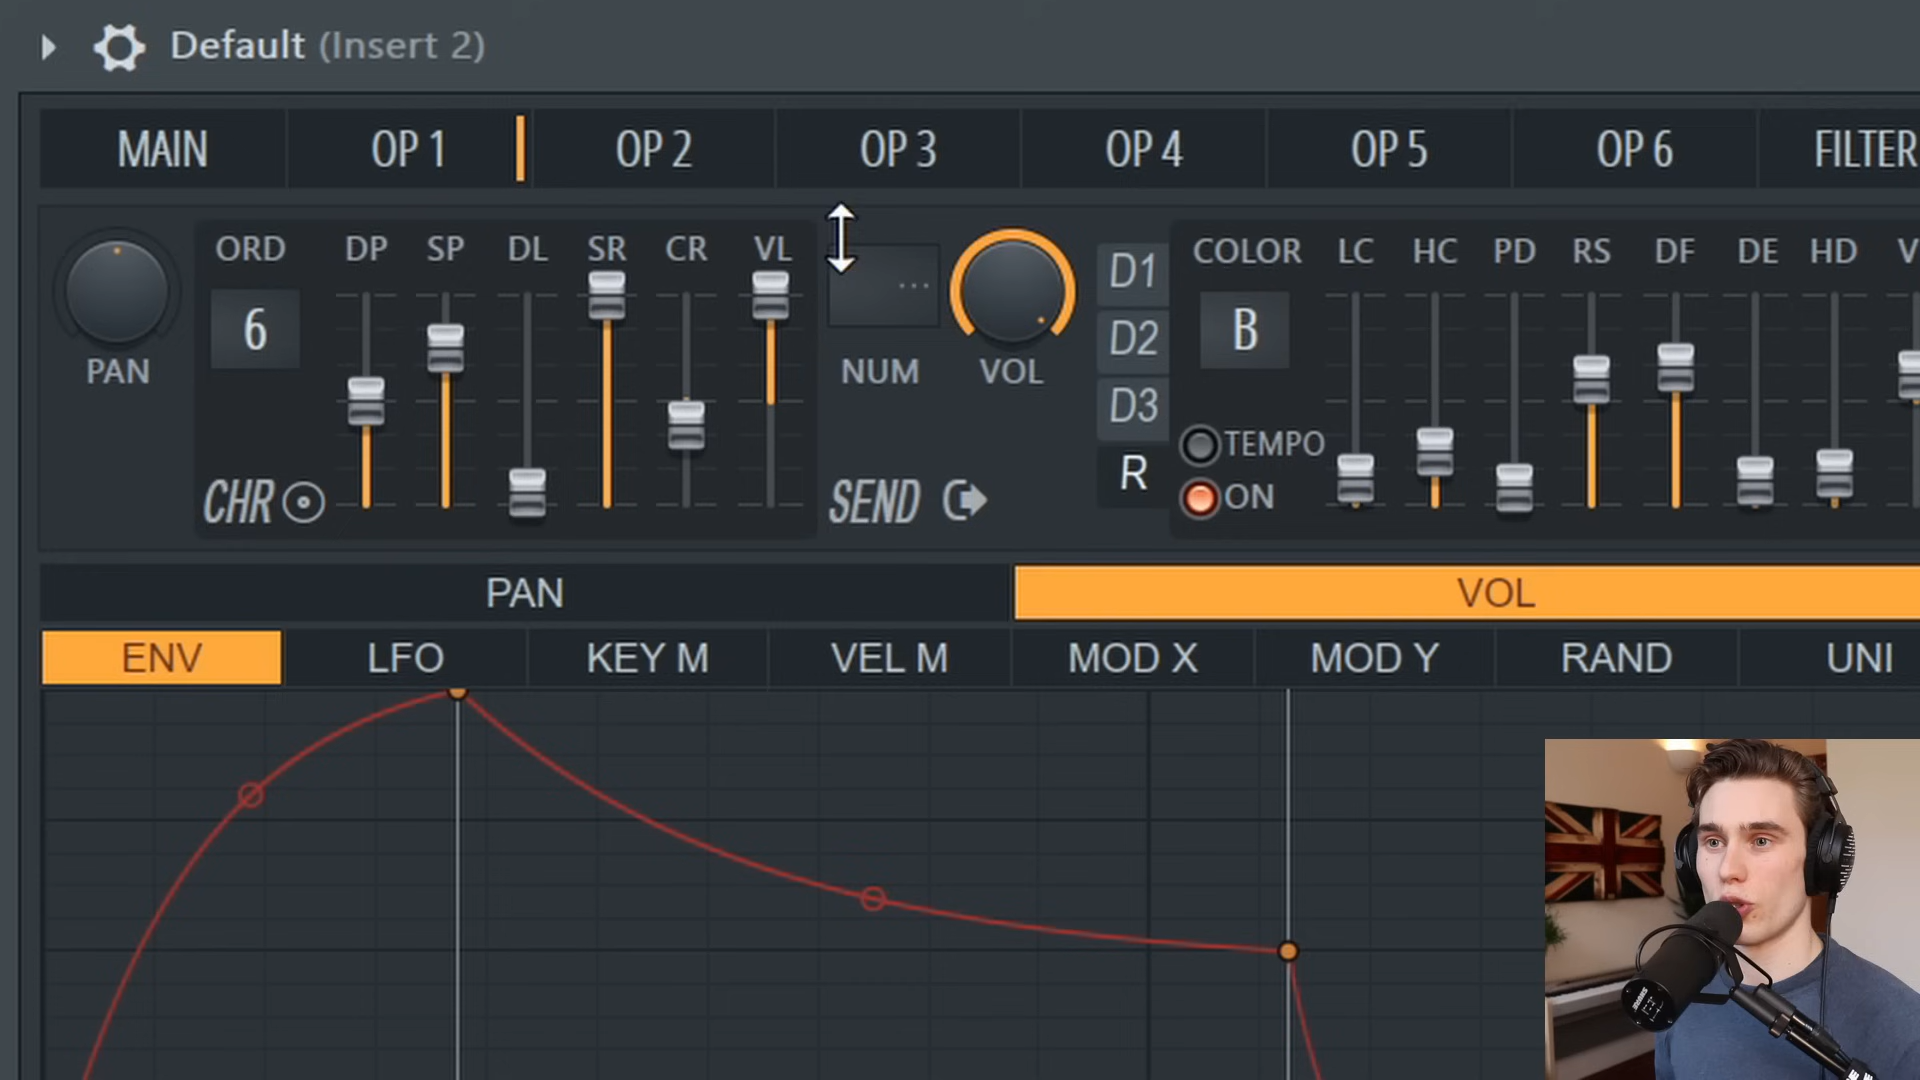 Default (Insert 2)
MAIN OP 1 OP 2 OP 3 OP 4 OP 5 OP 6 FILTER
ORD DP SP DL SR CR VL D1 COLOR LC HC PD RS DF DE HD V
6 ... D2 B
PAN NUM VOL D3
TEMPO
CHR SEND R ON
PAN VOL
ENV LFO KEY M VEL M MOD X MOD Y RAND UNI